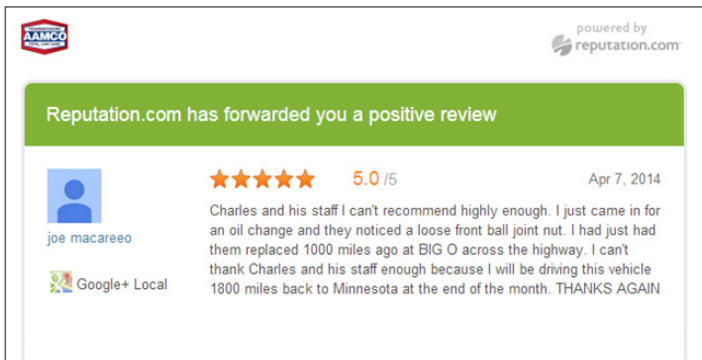 TRANSMISSIONS
AAMCO
TOTAL CAR CARE
powered by
reputation.com
Reputation.com has forwarded you a positive review
5.0 /5
Apr 7, 2014
joe macareeo
Google+ Local
Charles and his staff I can't recommend highly enough. I just came in for
an oil change and they noticed a loose front ball joint nut. I had just had
them replaced 1000 miles ago at BIG O across the highway. I can't
thank Charles and his staff enough because I will be driving this vehicle
1800 miles back to Minnesota at the end of the month. THANKS AGAIN